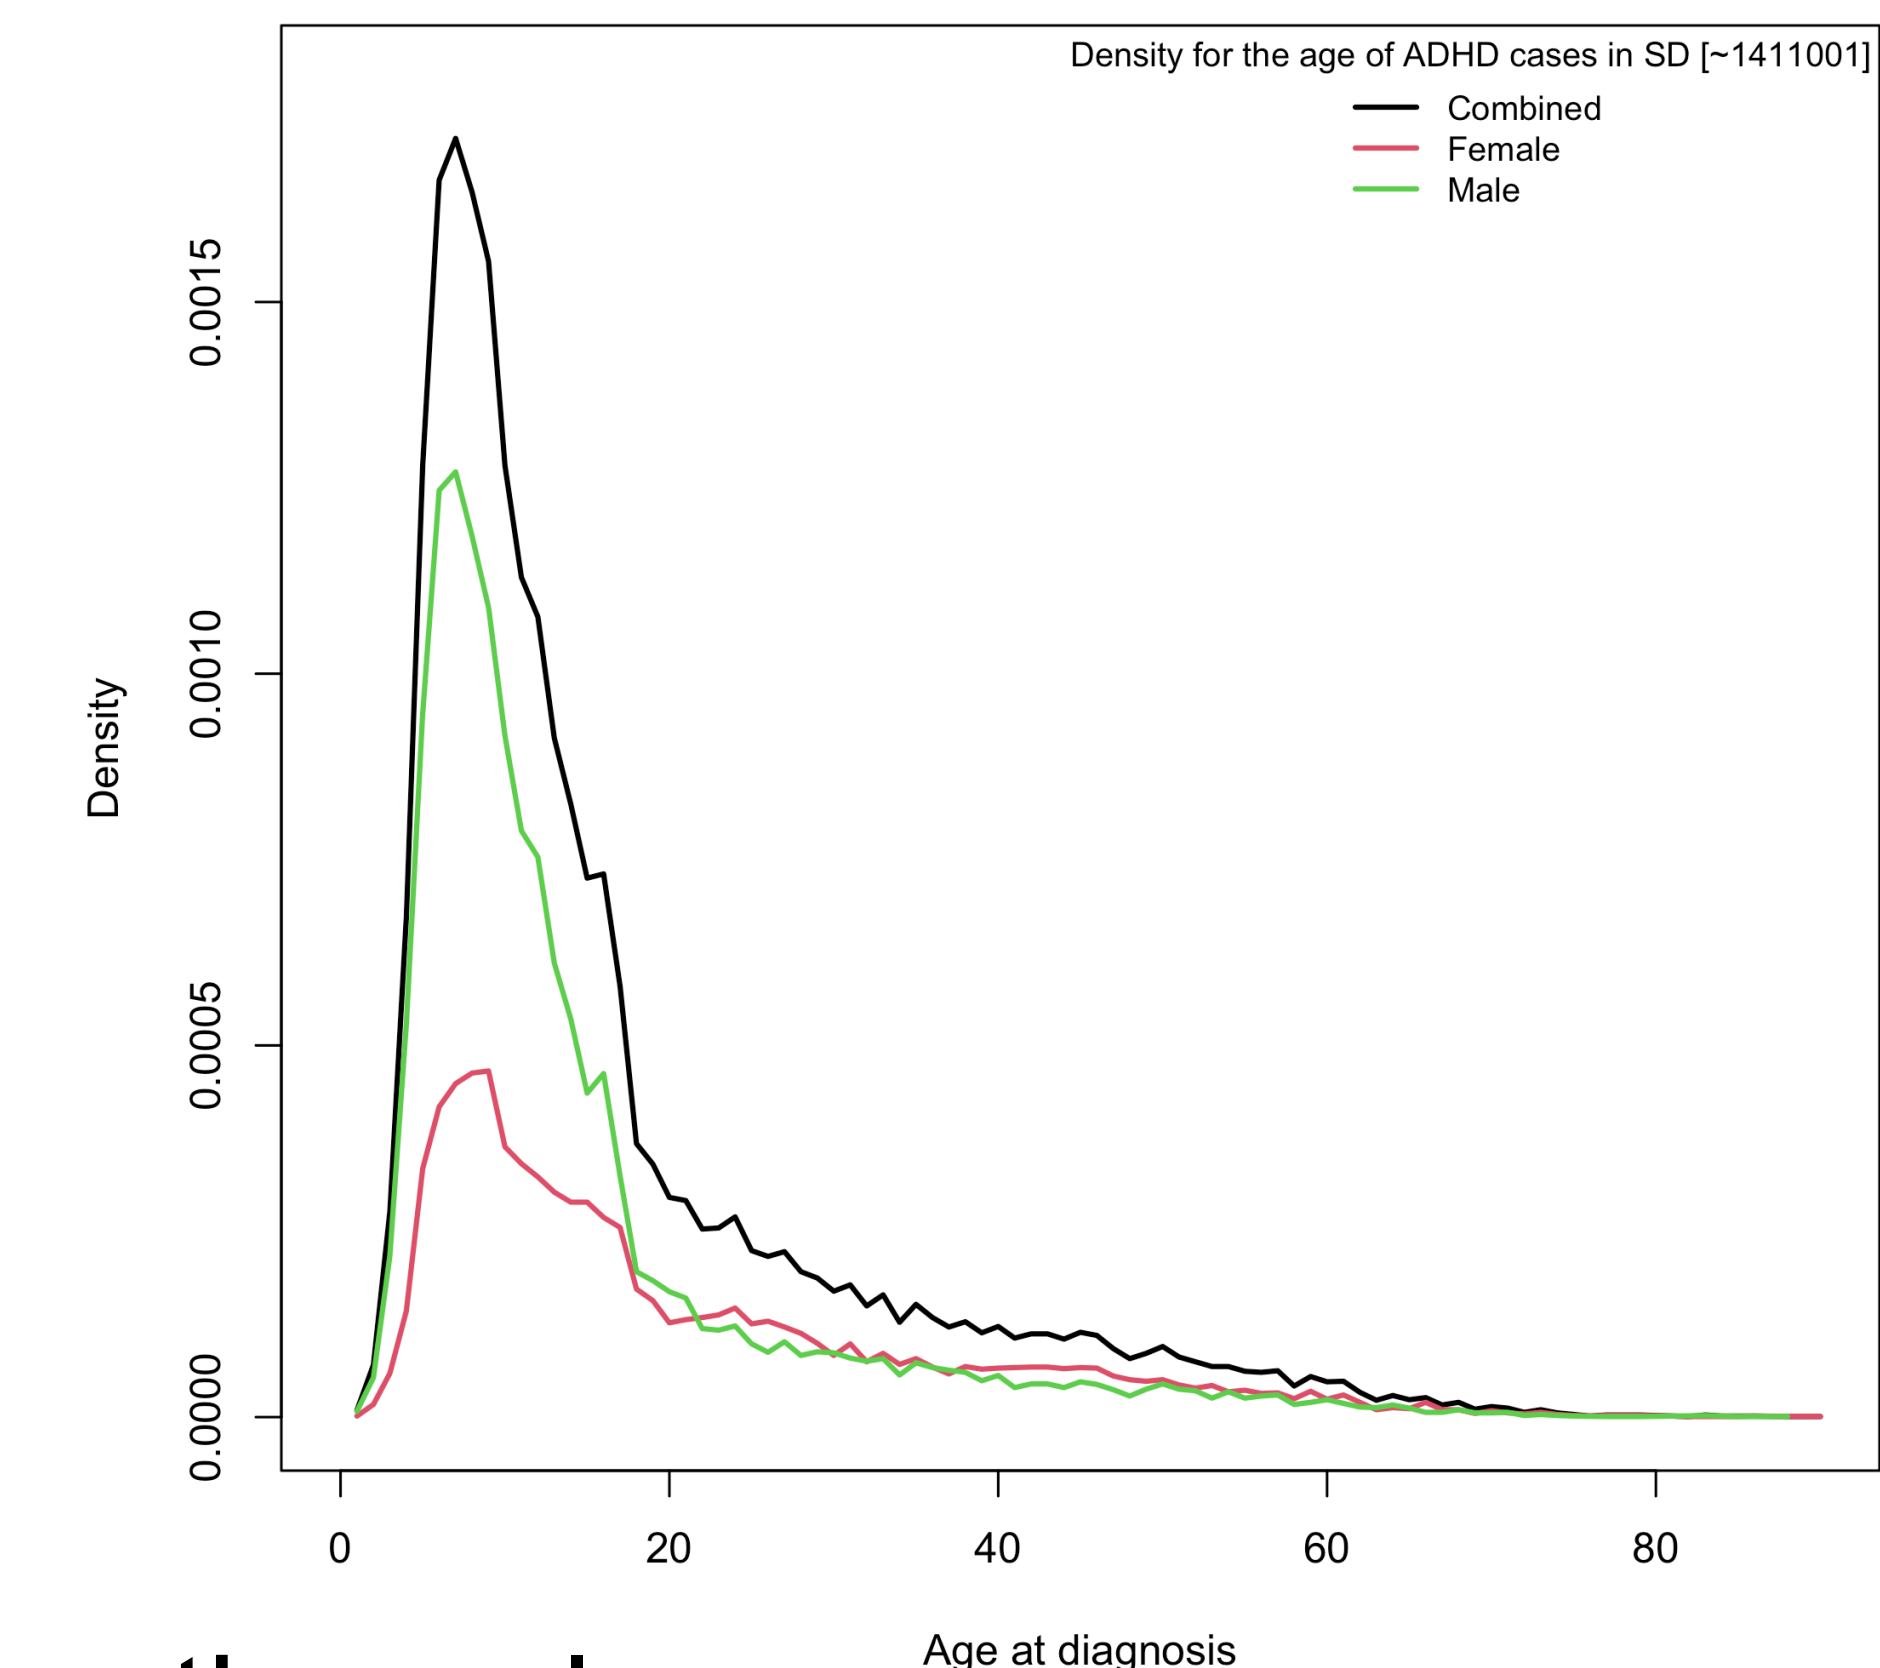 Density for the age of ADHD cases in SD [~1411001]
Combined
Female
Male
Density
0.0015
0.0010
0.0005
0.0000
0 20 40 60 80
Age at diagnosis